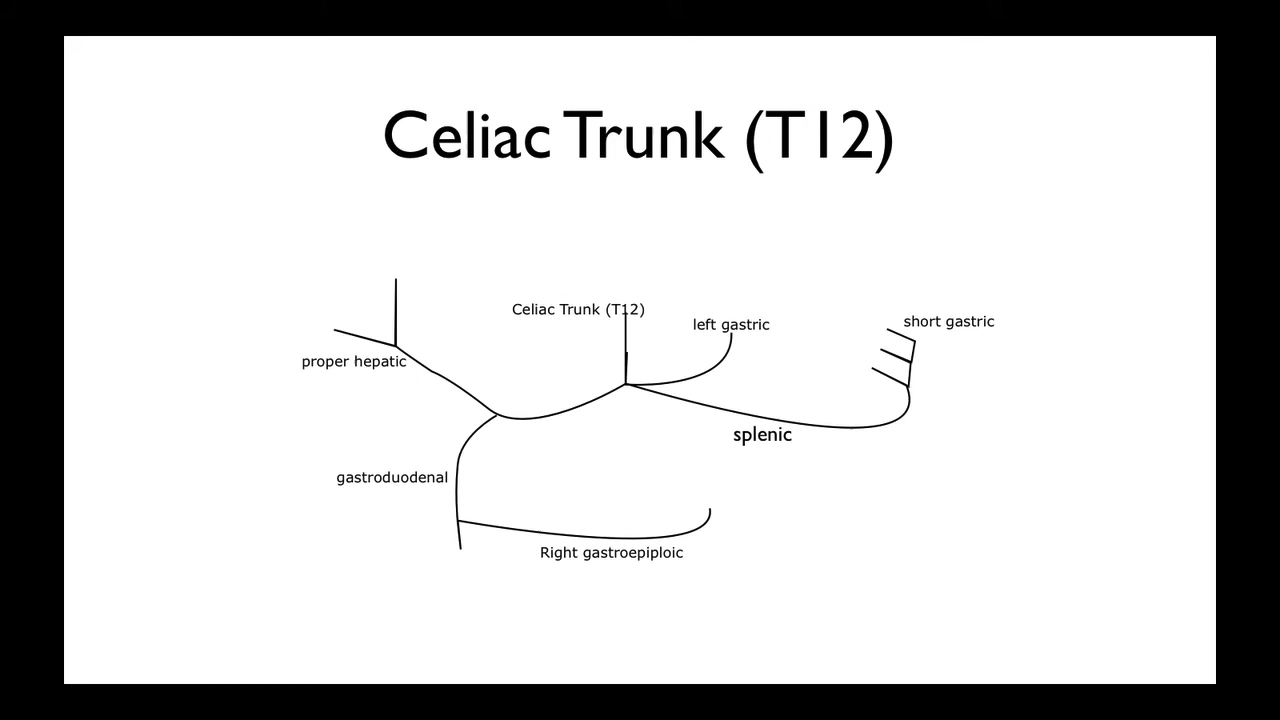 Celiac Trunk (T12)
Celiac Trunk (T12)
left gastric
short gastric
proper hepatic
splenic
gastroduodenal
Right gastroepiploic